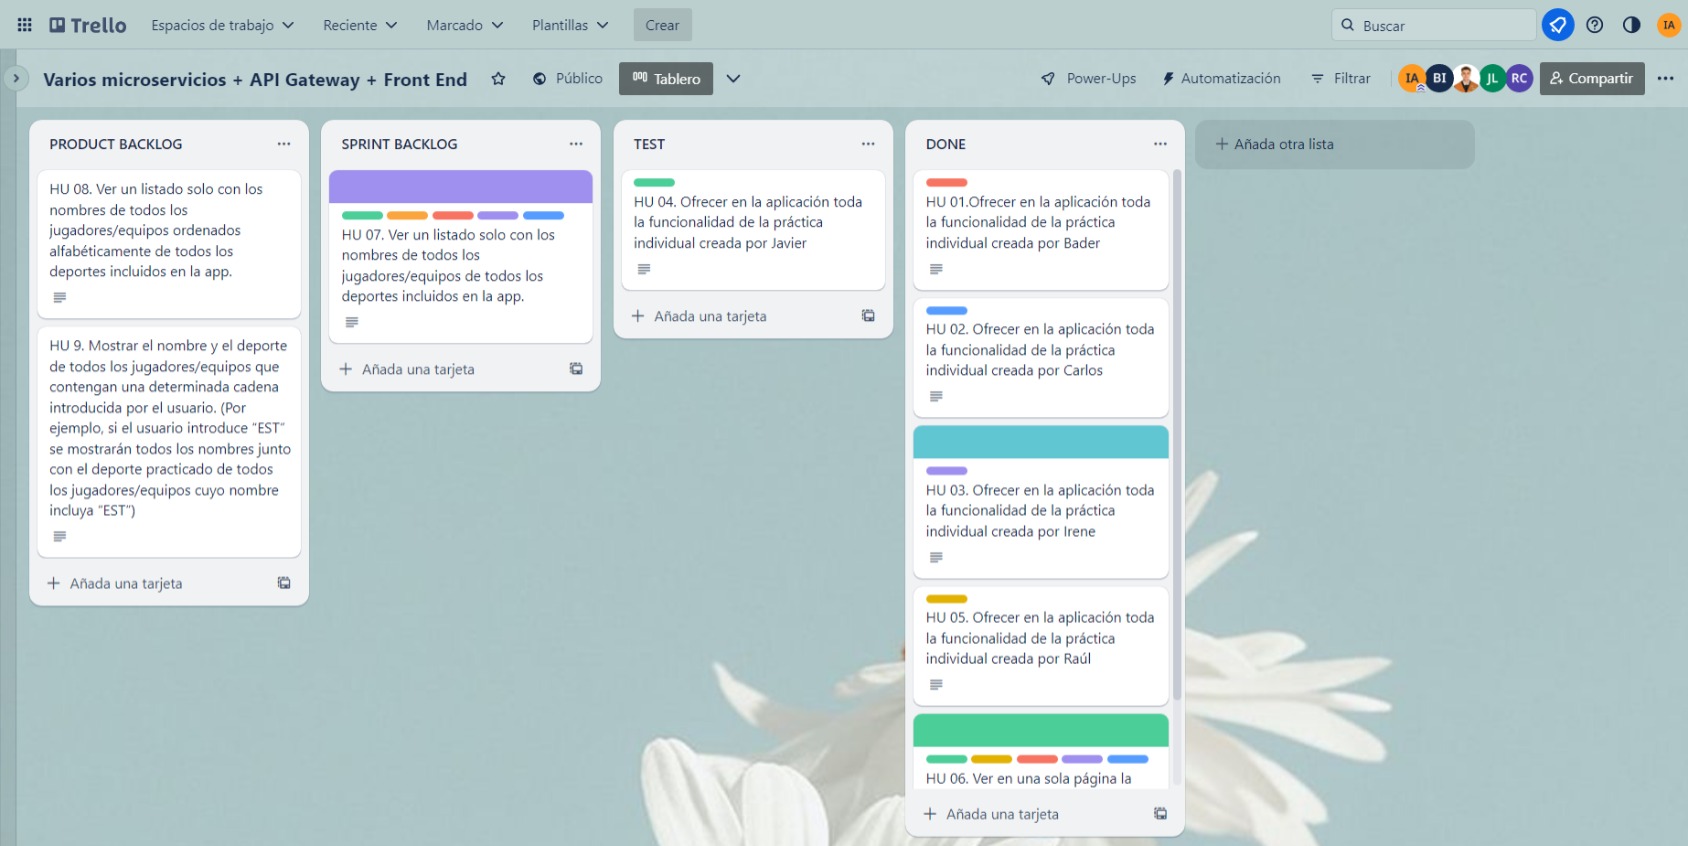 Trello
Espacios de trabajo
Reciente
Marcado
Plantillas
Crear
Buscar
IA
Varios microservicios + API Gateway + Front End
Público
Tablero
Power-Ups
Automatización
Filtrar
IA
BI
JL
RC
Compartir
PRODUCT BACKLOG
HU 08. Ver un listado solo con los
nombres de todos los
jugadores/equipos ordenados
alfabéticamente de todos los
deportes incluidos en la app.
HU 9. Mostrar el nombre y el deporte
de todos los jugadores/equipos que
contengan una determinada cadena
introducida por el usuario. (Por
ejemplo, si el usuario introduce “EST”
se mostrarán todos los nombres junto
con el deporte practicado de todos
los jugadores/equipos cuyo nombre
incluya “EST”)
Añada una tarjeta
SPRINT BACKLOG
HU 07. Ver un listado solo con los
nombres de todos los
jugadores/equipos de todos los
deportes incluidos en la app.
Añada una tarjeta
TEST
HU 04. Ofrecer en la aplicación toda
la funcionalidad de la práctica
individual creada por Javier
Añada una tarjeta
DONE
HU 01.Ofrecer en la aplicación toda
la funcionalidad de la práctica
individual creada por Bader
HU 02. Ofrecer en la aplicación toda
la funcionalidad de la práctica
individual creada por Carlos
HU 03. Ofrecer en la aplicación toda
la funcionalidad de la práctica
individual creada por Irene
HU 05. Ofrecer en la aplicación toda
la funcionalidad de la práctica
individual creada por Raúl
HU 06. Ver en una sola página la
Añada una tarjeta
Añada otra lista